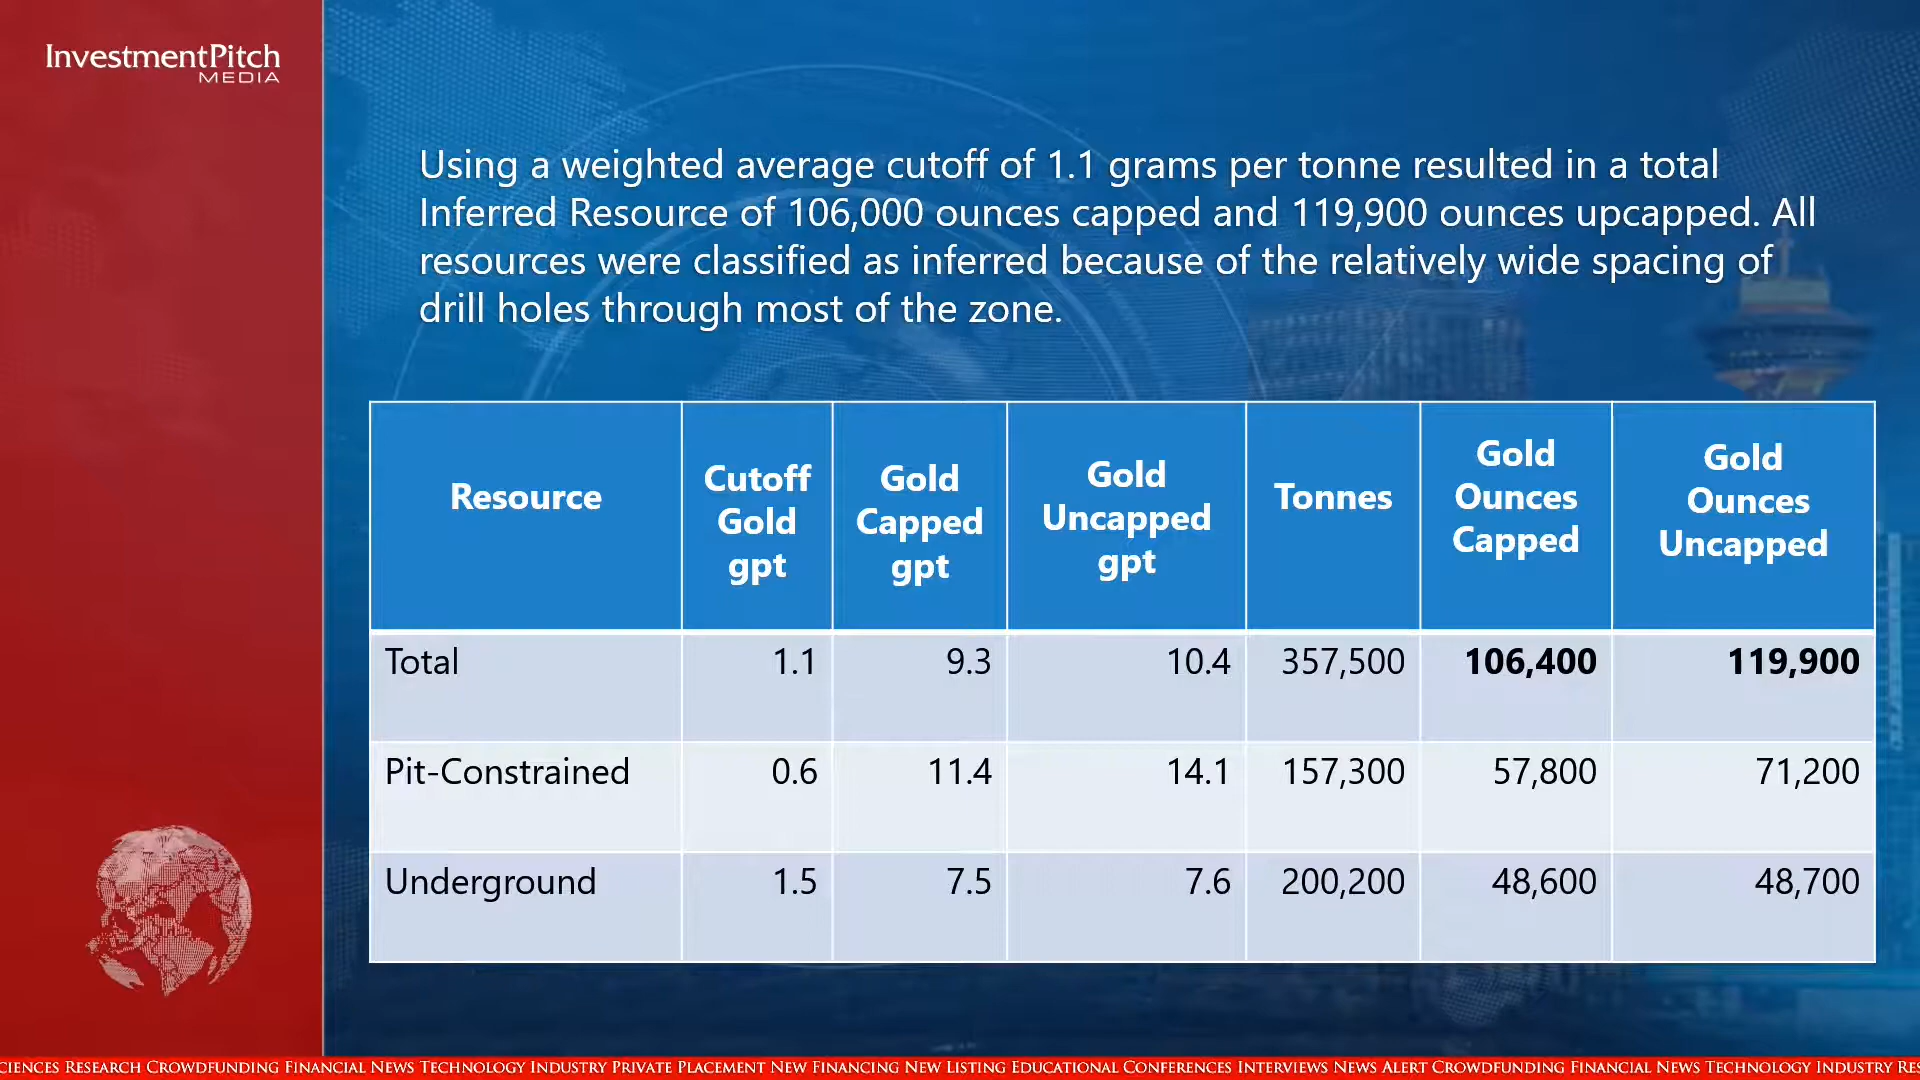 InvestmentPitch
MEDIA
Using a weighted average cutoff of 1.1 grams per tonne resulted in a total
Inferred Resource of 106,000 ounces capped and 119,900 ounces upcapped. All
resources were classified as inferred because of the relatively wide spacing of
drill holes through most of the zone.
Resource Cutoff Gold gpt Gold Capped gpt Gold Uncapped gpt Tonnes Gold Ounces Capped Gold Ounces Uncapped
Total 1.1 9.3 10.4 357,500 106,400 119,900
Pit-Constrained 0.6 11.4 14.1 157,300 57,800 71,200
Underground 1.5 7.5 7.6 200,200 48,600 48,700
RESEARCH CROWDFUNDING FINANCIAL NEWS TECHNOLOGY INDUSTRY PRIVATE PLACEMENT NEW FINANCING NEW LISTING EDUCATIONAL CONFERENCES INTERVIEWS NEWS ALERT CROWDFUNDING FINANCIAL NEWS TECHNOLOGY INDUSTRY